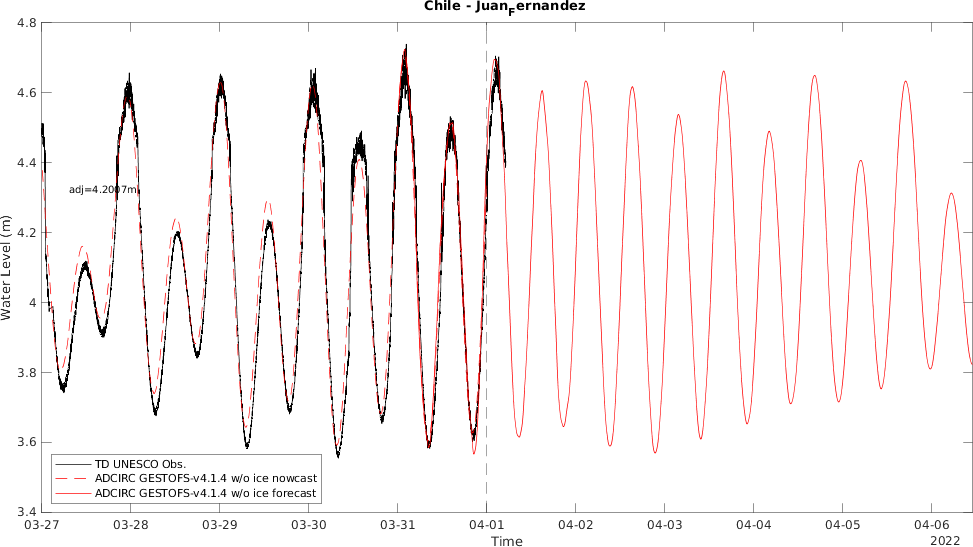 Chile - Juan_Fernandez
4.8
4.6
4.4
4.2
4
3.8
3.6
3.4
Water Level (m)
adj=4.2007m
TD UNESCO Obs.
ADCIRC GESTOFS-v4.1.4 w/o ice nowcast
ADCIRC GESTOFS-v4.1.4 w/o ice forecast
03-27 03-28 03-29 03-30 03-31 04-01 04-02 04-03 04-04 04-05 04-06
Time
2022